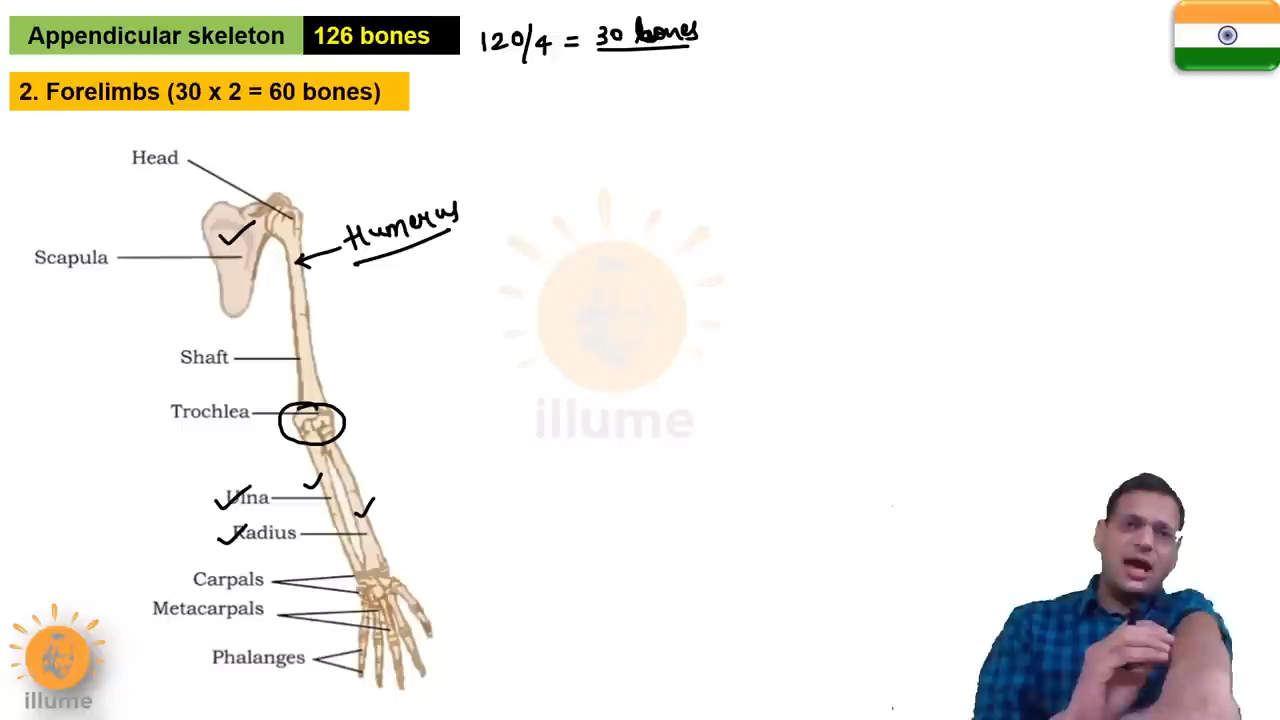 Appendicular skeleton 126 bones 120/4 = 30 bones
2. Forelimbs (30 x 2 = 60 bones)
Head
Humerus
Scapula
Shaft
Trochlea
illume
Ulna
Radius
Carpals
Metacarpals
Phalanges
illume